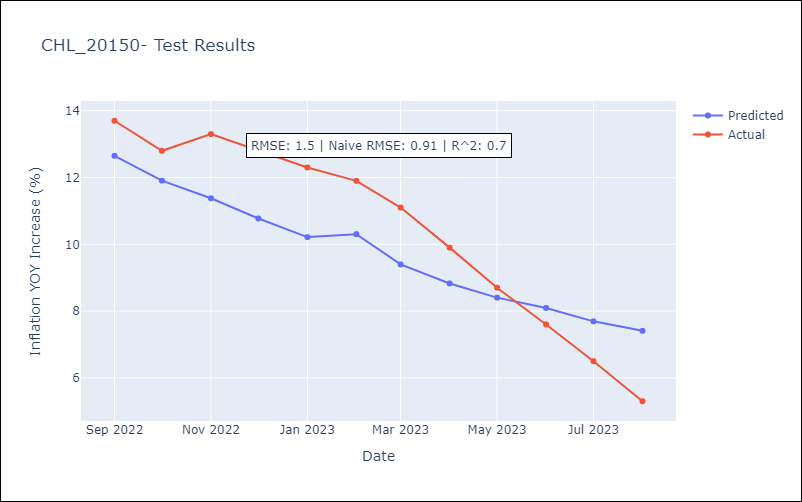 CHL_20150- Test Results
Predicted
Actual
RMSE: 1.5 | Naive RMSE: 0.91 | R^2: 0.7
Inflation YOY Increase (%)
14
12
10
8
6
Sep 2022
Nov 2022
Jan 2023
Mar 2023
May 2023
Jul 2023
Date